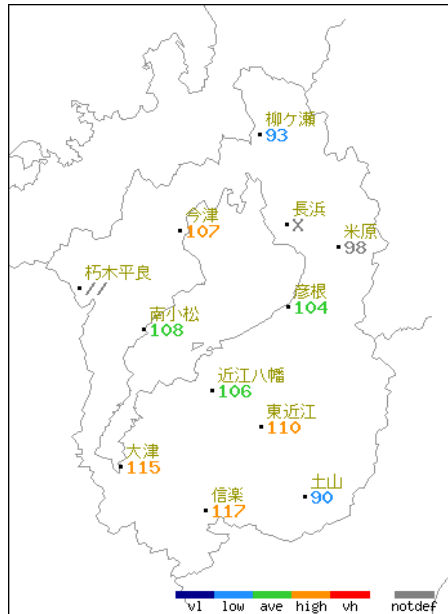 柳ケ瀬
93
今津
107
長浜
X
米原
98
朽木平良
//
彦根
104
南小松
108
近江八幡
106
東近江
110
大津
115
土山
90
信楽
117
vl low ave high vh notdef